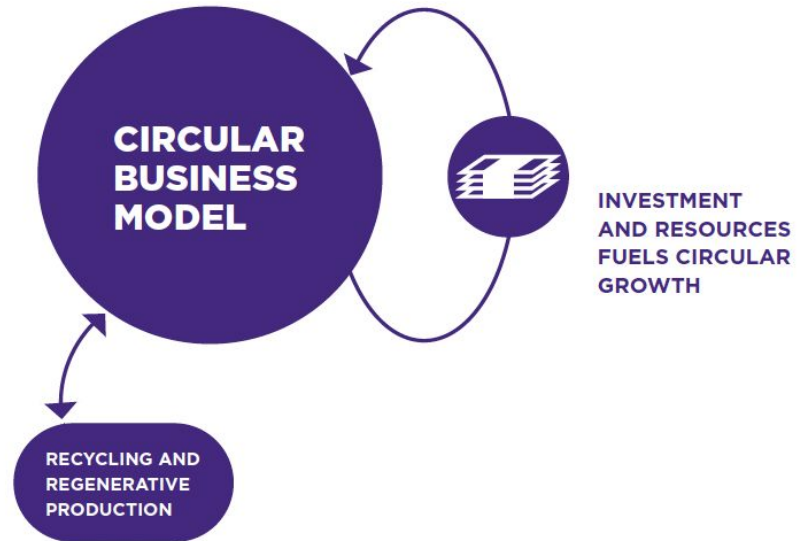 CIRCULAR
BUSINESS
MODEL
INVESTMENT
AND RESOURCES
FUELS CIRCULAR
GROWTH
RECYCLING AND
REGENERATIVE
PRODUCTION